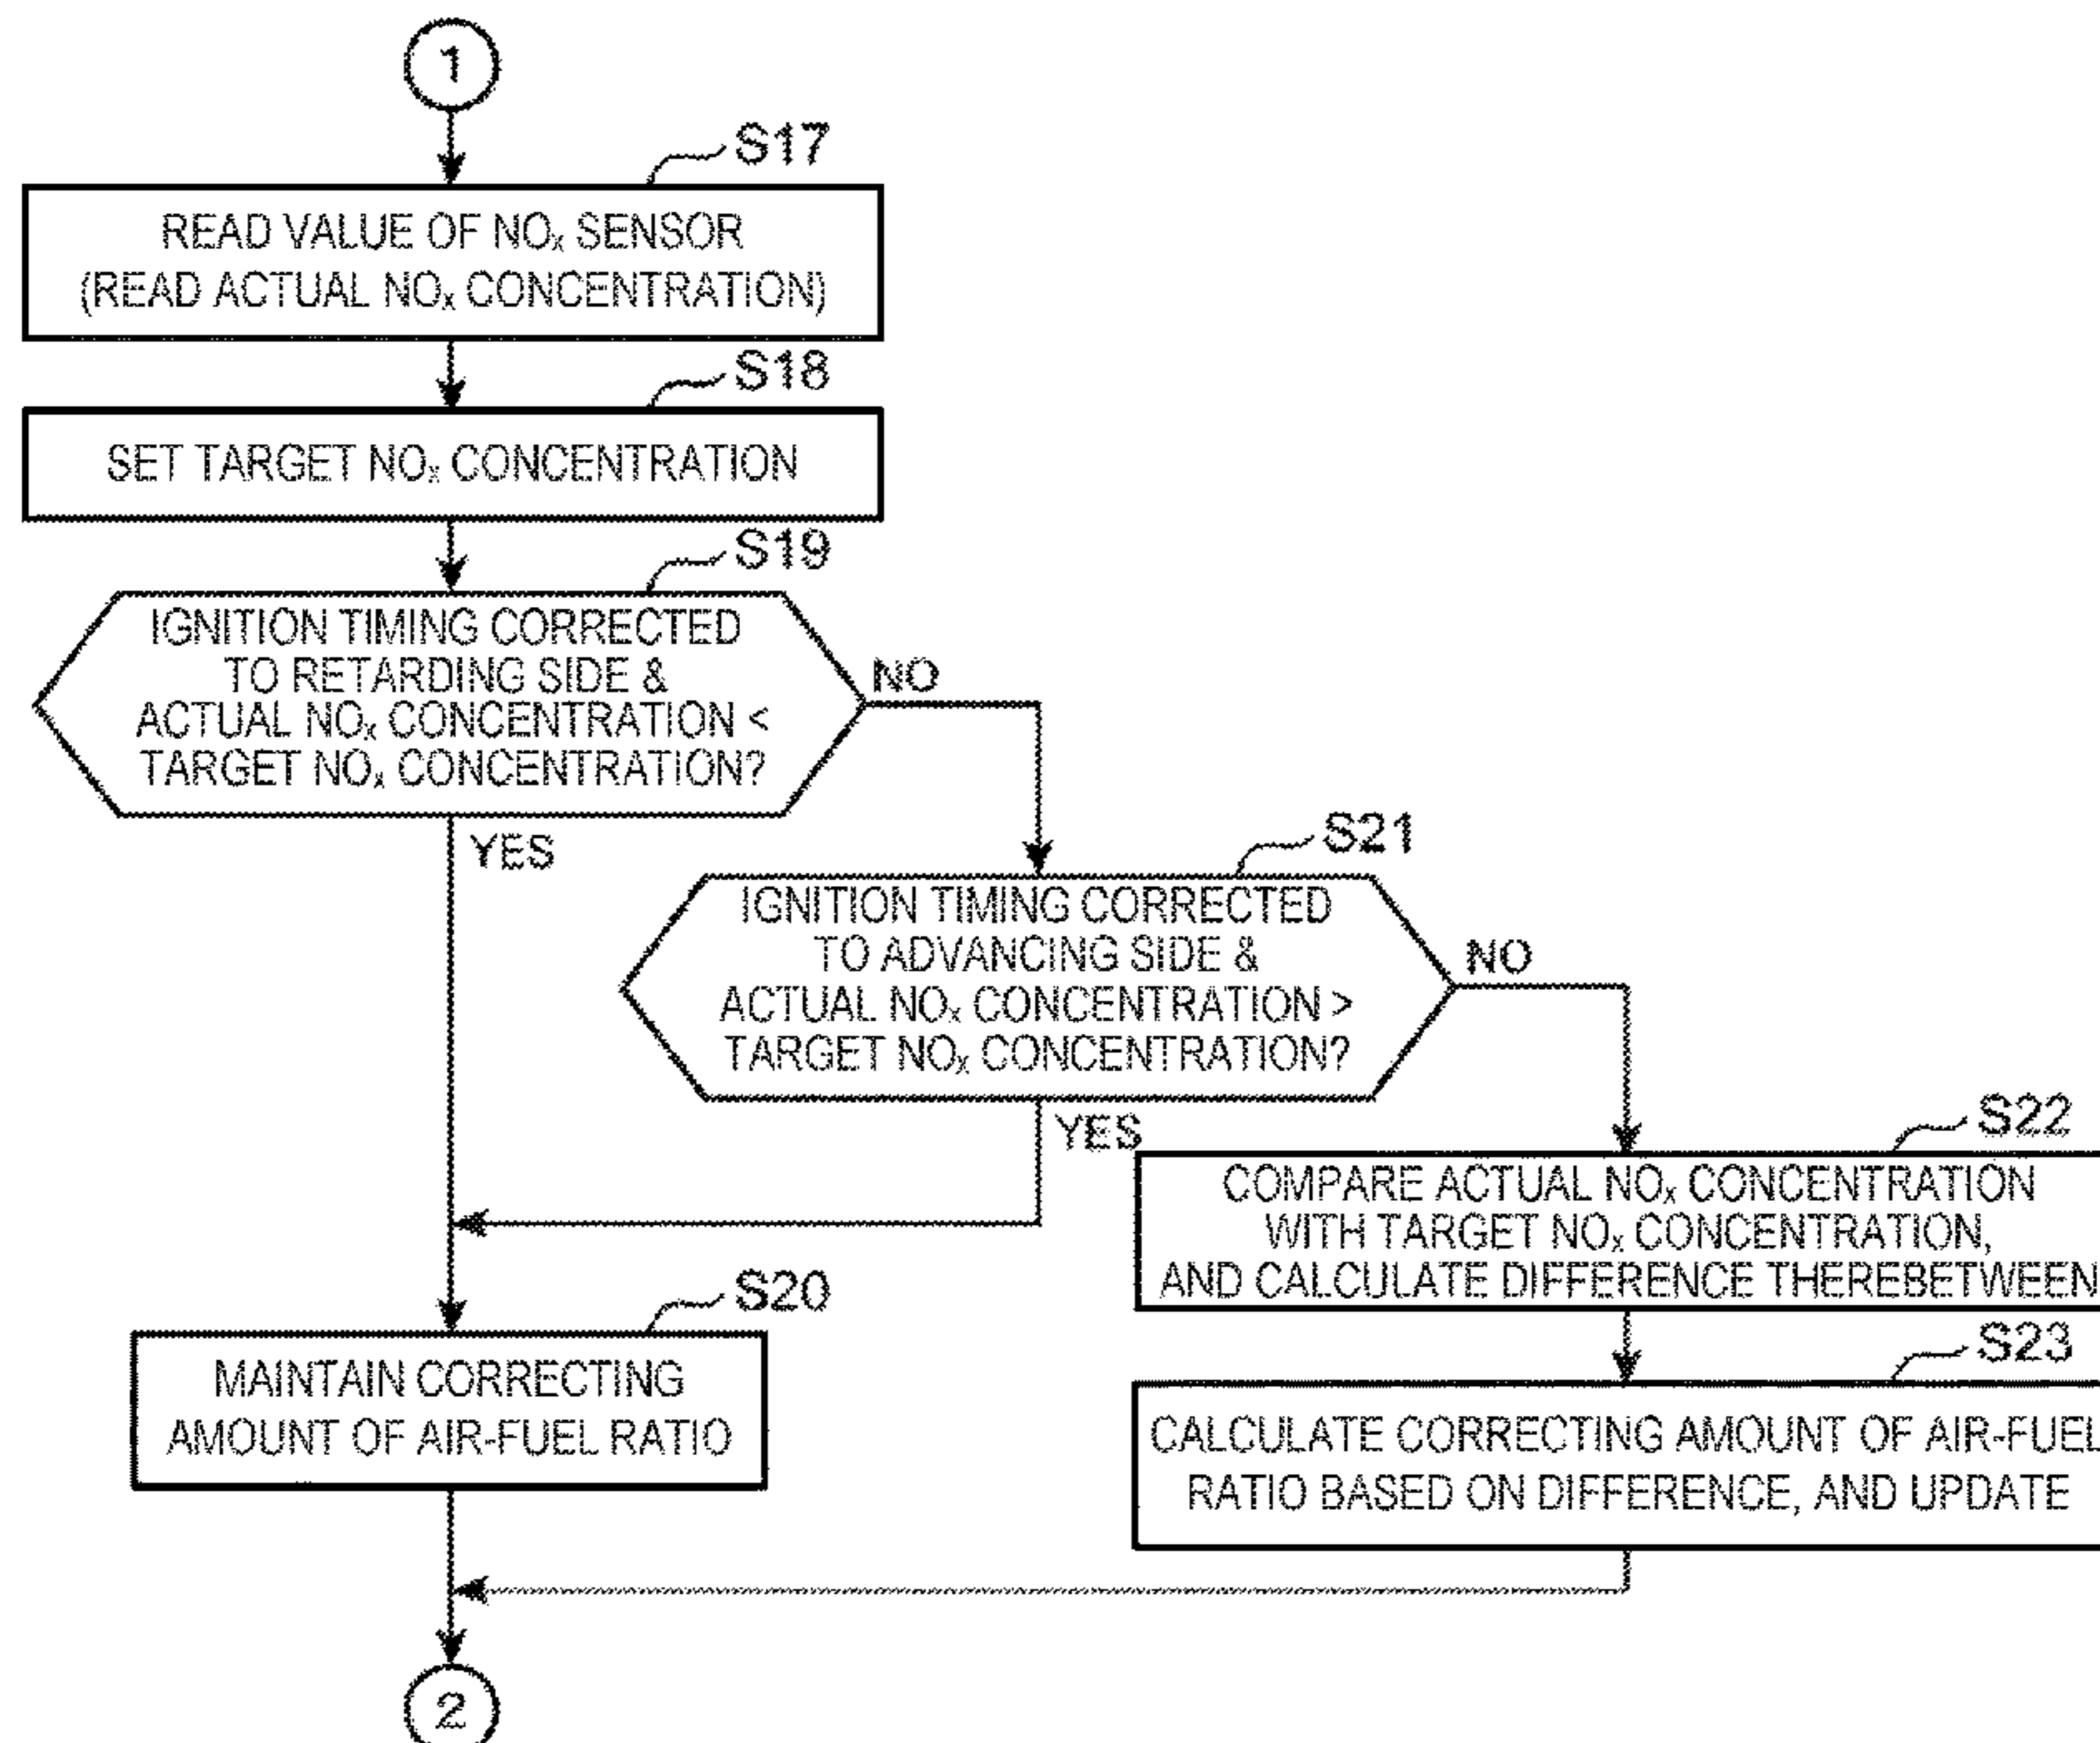 1
S17
READ VALUE OF NOₓ SENSOR
(READ ACTUAL NOₓ CONCENTRATION)
S18
SET TARGET NOₓ CONCENTRATION
S19
IGNITION TIMING CORRECTED
TO RETARDING SIDE &
ACTUAL NOₓ CONCENTRATION <
TARGET NOₓ CONCENTRATION?
NO
YES
S21
IGNITION TIMING CORRECTED
TO ADVANCING SIDE &
ACTUAL NOₓ CONCENTRATION >
TARGET NOₓ CONCENTRATION?
NO
YES
S22
COMPARE ACTUAL NOₓ CONCENTRATION
WITH TARGET NOₓ CONCENTRATION,
AND CALCULATE DIFFERENCE THEREBETWEEN
S20
MAINTAIN CORRECTING
AMOUNT OF AIR-FUEL RATIO
S23
CALCULATE CORRECTING AMOUNT OF AIR-FUEL
RATIO BASED ON DIFFERENCE, AND UPDATE
2